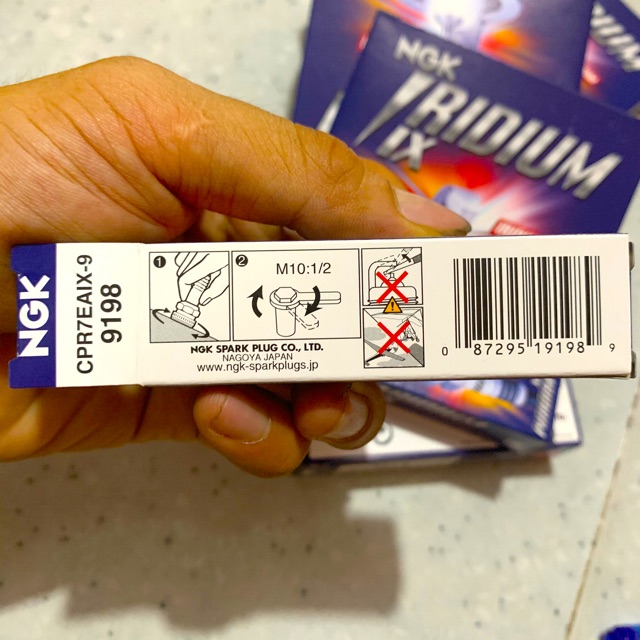 NGK
IRIDIUM
IX
RIDIUM
NGK
CPR7EAIX-9
9198
1
2
M10:1/2
NGK SPARK PLUG CO., LTD.
NAGOYA JAPAN
www.ngk-sparkplugs.jp
0 87295 19198 9